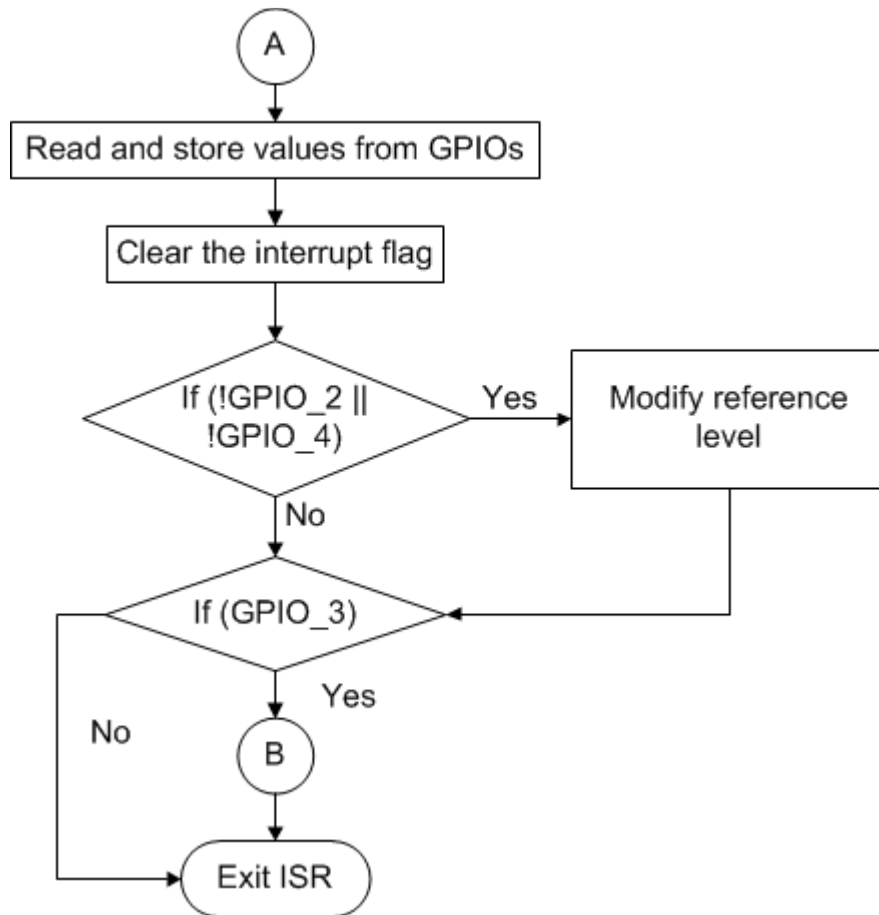 A
Read and store values from GPIOs
Clear the interrupt flag
If (!GPIO_2 ||
!GPIO_4)
Yes
Modify reference
level
No
If (GPIO_3)
Yes
No
B
Exit ISR